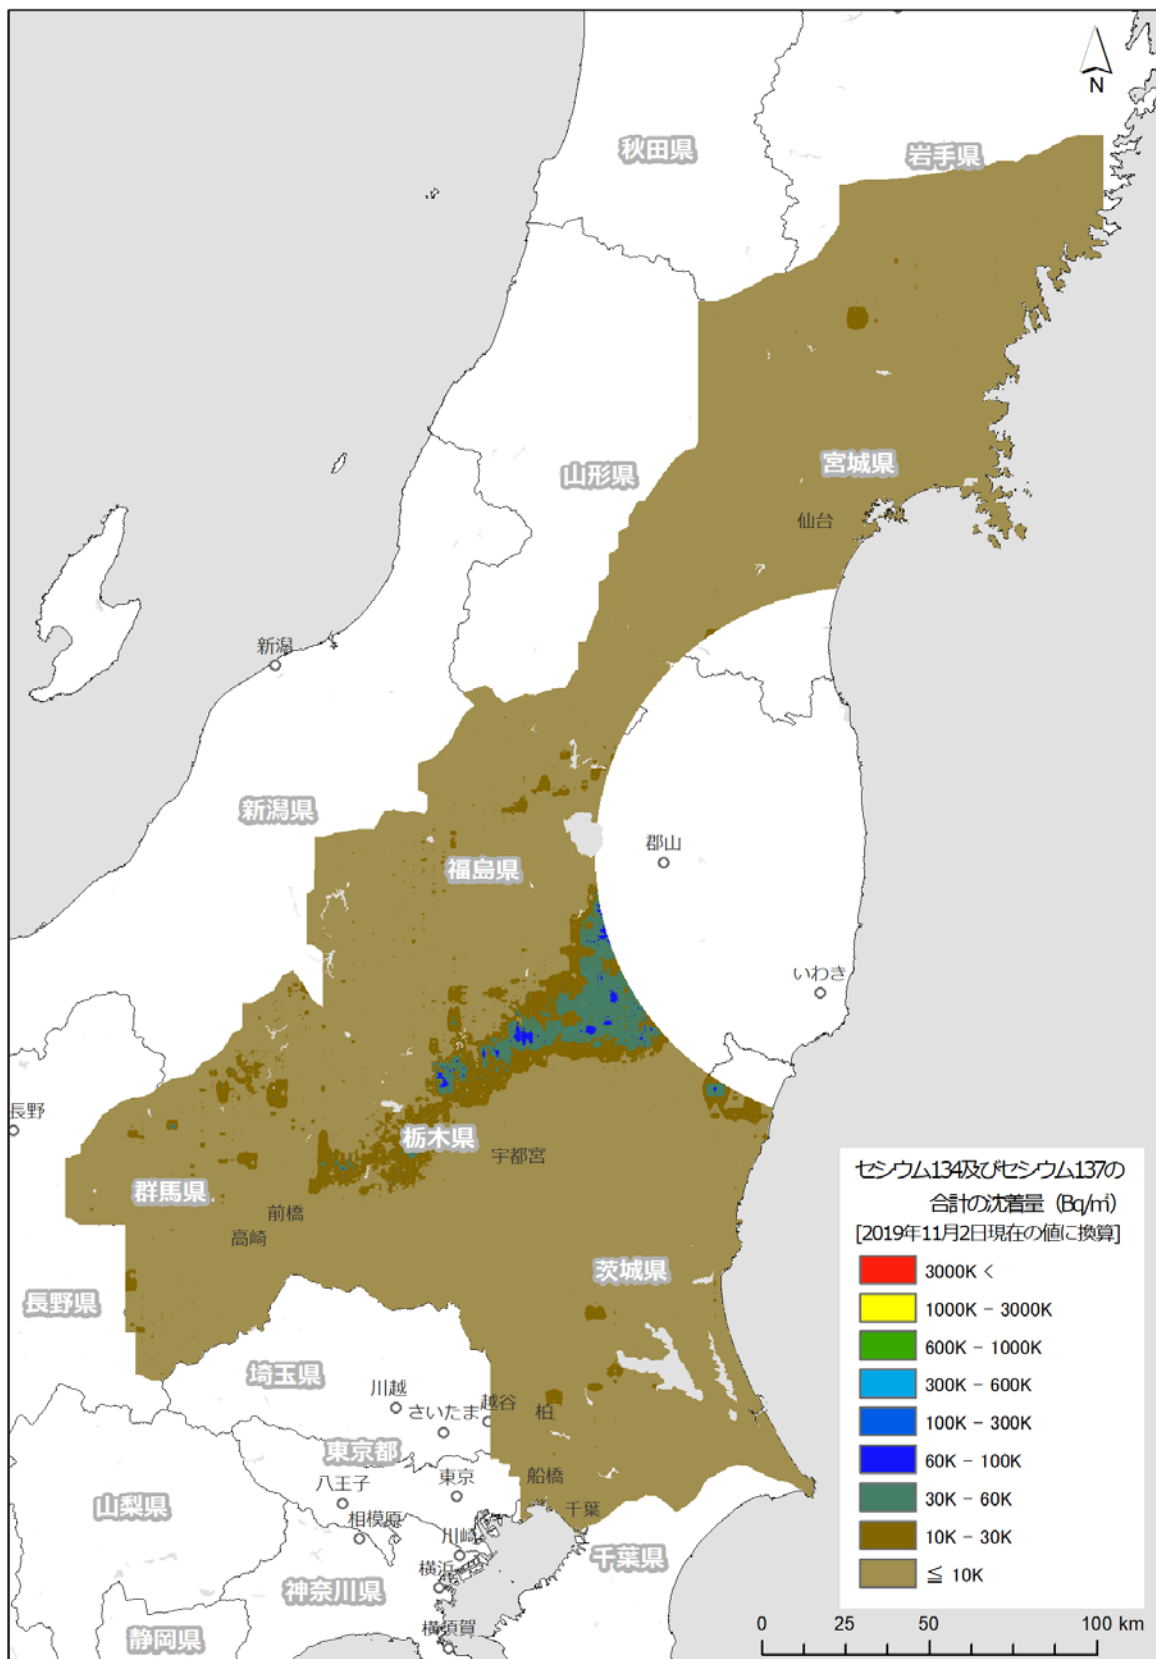 N
秋田県
岩手県
山形県
宮城県
仙台
新潟
新潟県
郡山
福島県
いわき
長野
栃木県
宇都宮
群馬県
前橋
高崎
茨城県
長野県
埼玉県
川越
越谷
柏
さいたま
東京都
八王子
東京
船橋
山梨県
相模原
千葉
川崎
千葉県
横浜
神奈川県
横須賀
静岡県
セシウム134及びセシウム137の
合計の沈着量（Bq/㎡）
[2019年11月2日現在の値に換算]
3000K <
1000K - 3000K
600K - 1000K
300K - 600K
100K - 300K
60K - 100K
30K - 60K
10K - 30K
≦ 10K
0 25 50 100 km